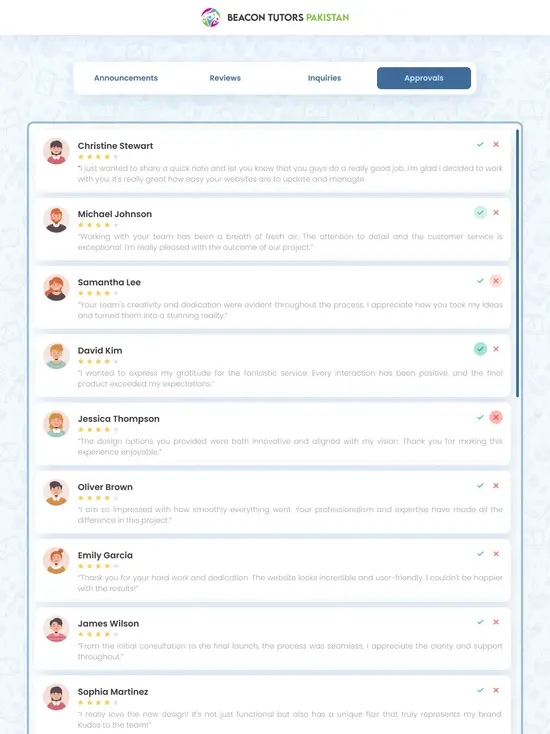 BEACON TUTORS PAKISTAN
Announcements
Reviews
Inquiries
Approvals
Christine Stewart
"I just wanted to share a quick note and let you know that you guys do a really good job. I'm glad I decided to work
with you. It's really great how easy your websites are to update and managte.
Michael Johnson
"Working with your team has been a breath of fresh air. The attention to detail and the customer service is
exceptional. I'm really pleased with the outcome of our project."
Samantha Lee
"Your team's creativity and dedication were evident throughout the process. I appreciate how you took my ideas
and turned them into a stunning reality."
David Kim
"I wanted to express my gratitude for the fantastic service. Every interaction has been positive, and the final
product exceeded my expectations."
Jessica Thompson
"The design options you provided were both innovative and aligned with my vision. Thank you for making this
experience enjoyable."
Oliver Brown
"I am so impressed with how smoothly everything went. Your professionalism and expertise have made all the
difference in this project."
Emily Garcia
"Thank you for your hard work and dedication. The website looks incredible and user-friendly. I couldn't be happier
with the results!"
James Wilson
"From the initial consultation to the final launch, the process was seamless. I appreciate the clarity and support
throughout."
Sophia Martinez
"I really love the new design! It's not just functional but also has a unique flair that truly represents my brand.
Kudos to the team!"